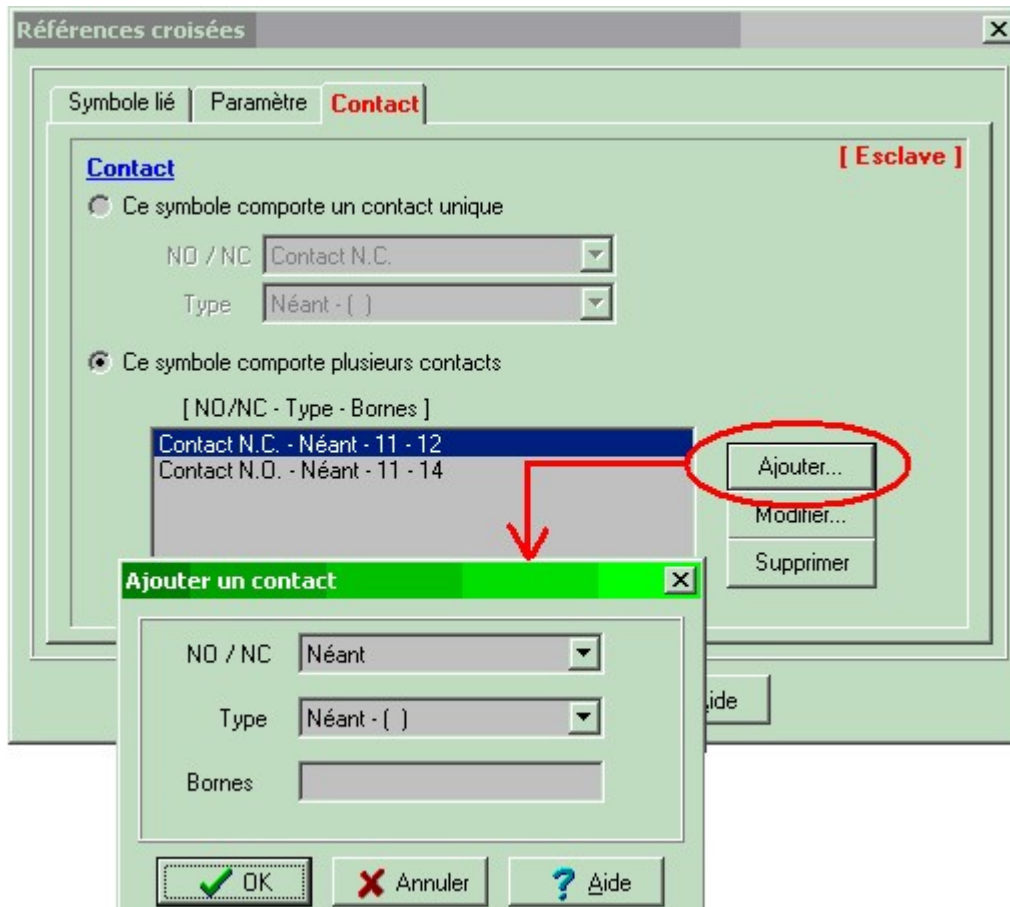 Références croisées
Symbole lié Paramètre Contact
[ Esclave ]
Contact
Ce symbole comporte un contact unique
NO / NC Contact N.C.
Type Néant - ( )
Ce symbole comporte plusieurs contacts
[ NO/NC - Type - Bornes ]
Contact N.C. - Néant - 11 - 12
Contact N.O. - Néant - 11 - 14
Ajouter...
Modifier...
Supprimer
Ajouter un contact
NO / NC Néant
Type Néant - ( )
Bornes
Aide
OK Annuler Aide